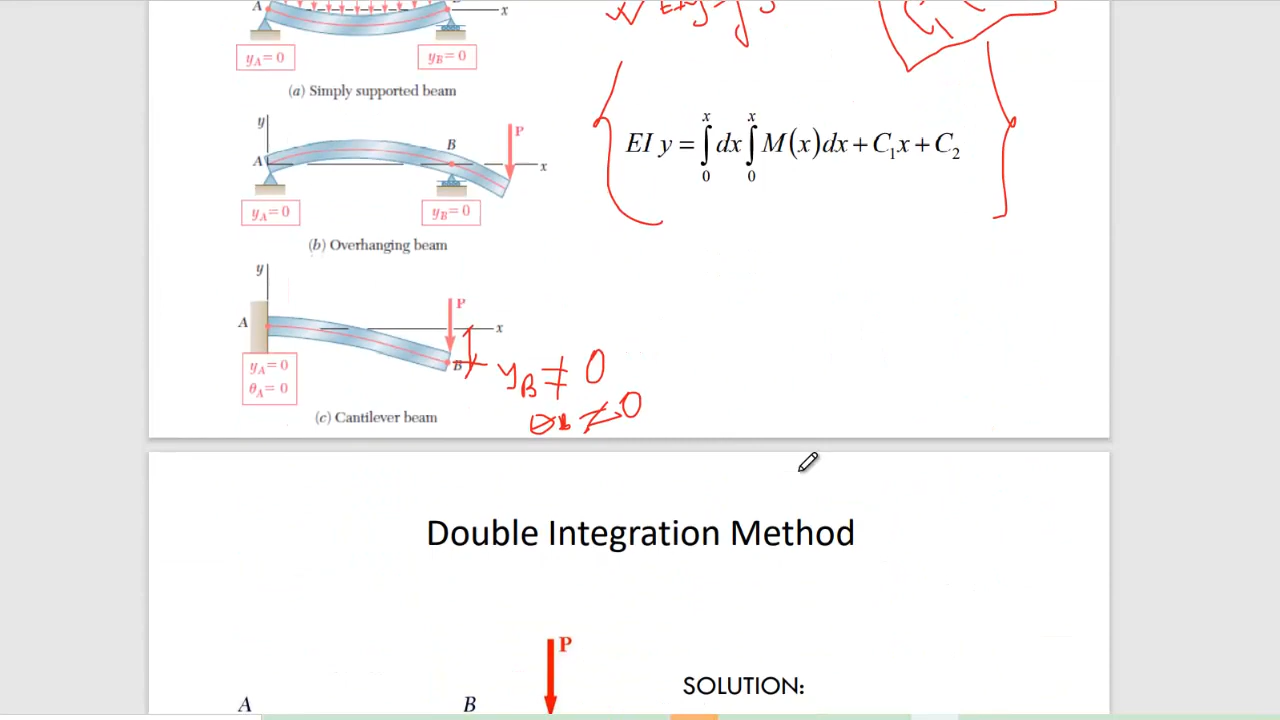 A
x
y_A = 0
y_B = 0
(a) Simply supported beam
y
P
B
A
x
y_A = 0
y_B = 0
(b) Overhanging beam
EI y = ∫₀ˣ dx ∫₀ˣ M(x)dx + C₁x + C₂
y
P
A
x
B
y_A = 0
θ_A = 0
y_B ≠ 0
≠ 0
(c) Cantilever beam
Double Integration Method
P
SOLUTION:
A
B